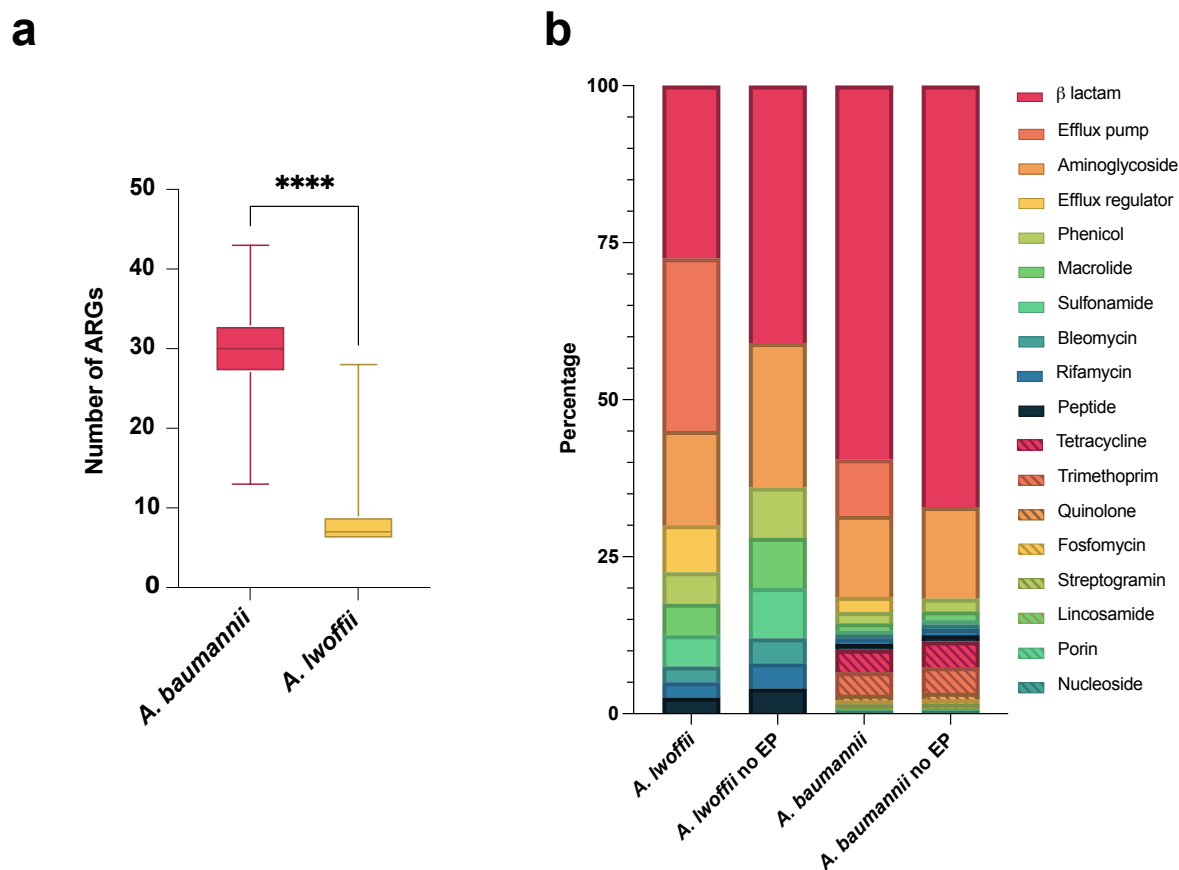 a
b
Number of ARGs
50
40
30
20
10
0
****
A. baumannii
A. lwoffii
Percentage
100
75
50
25
0
A. lwoffii
A. lwoffii no EP
A. baumannii
A. baumannii no EP
β lactam
Efflux pump
Aminoglycoside
Efflux regulator
Phenicol
Macrolide
Sulfonamide
Bleomycin
Rifamycin
Peptide
Tetracycline
Trimethoprim
Quinolone
Fosfomycin
Streptogramin
Lincosamide
Porin
Nucleoside